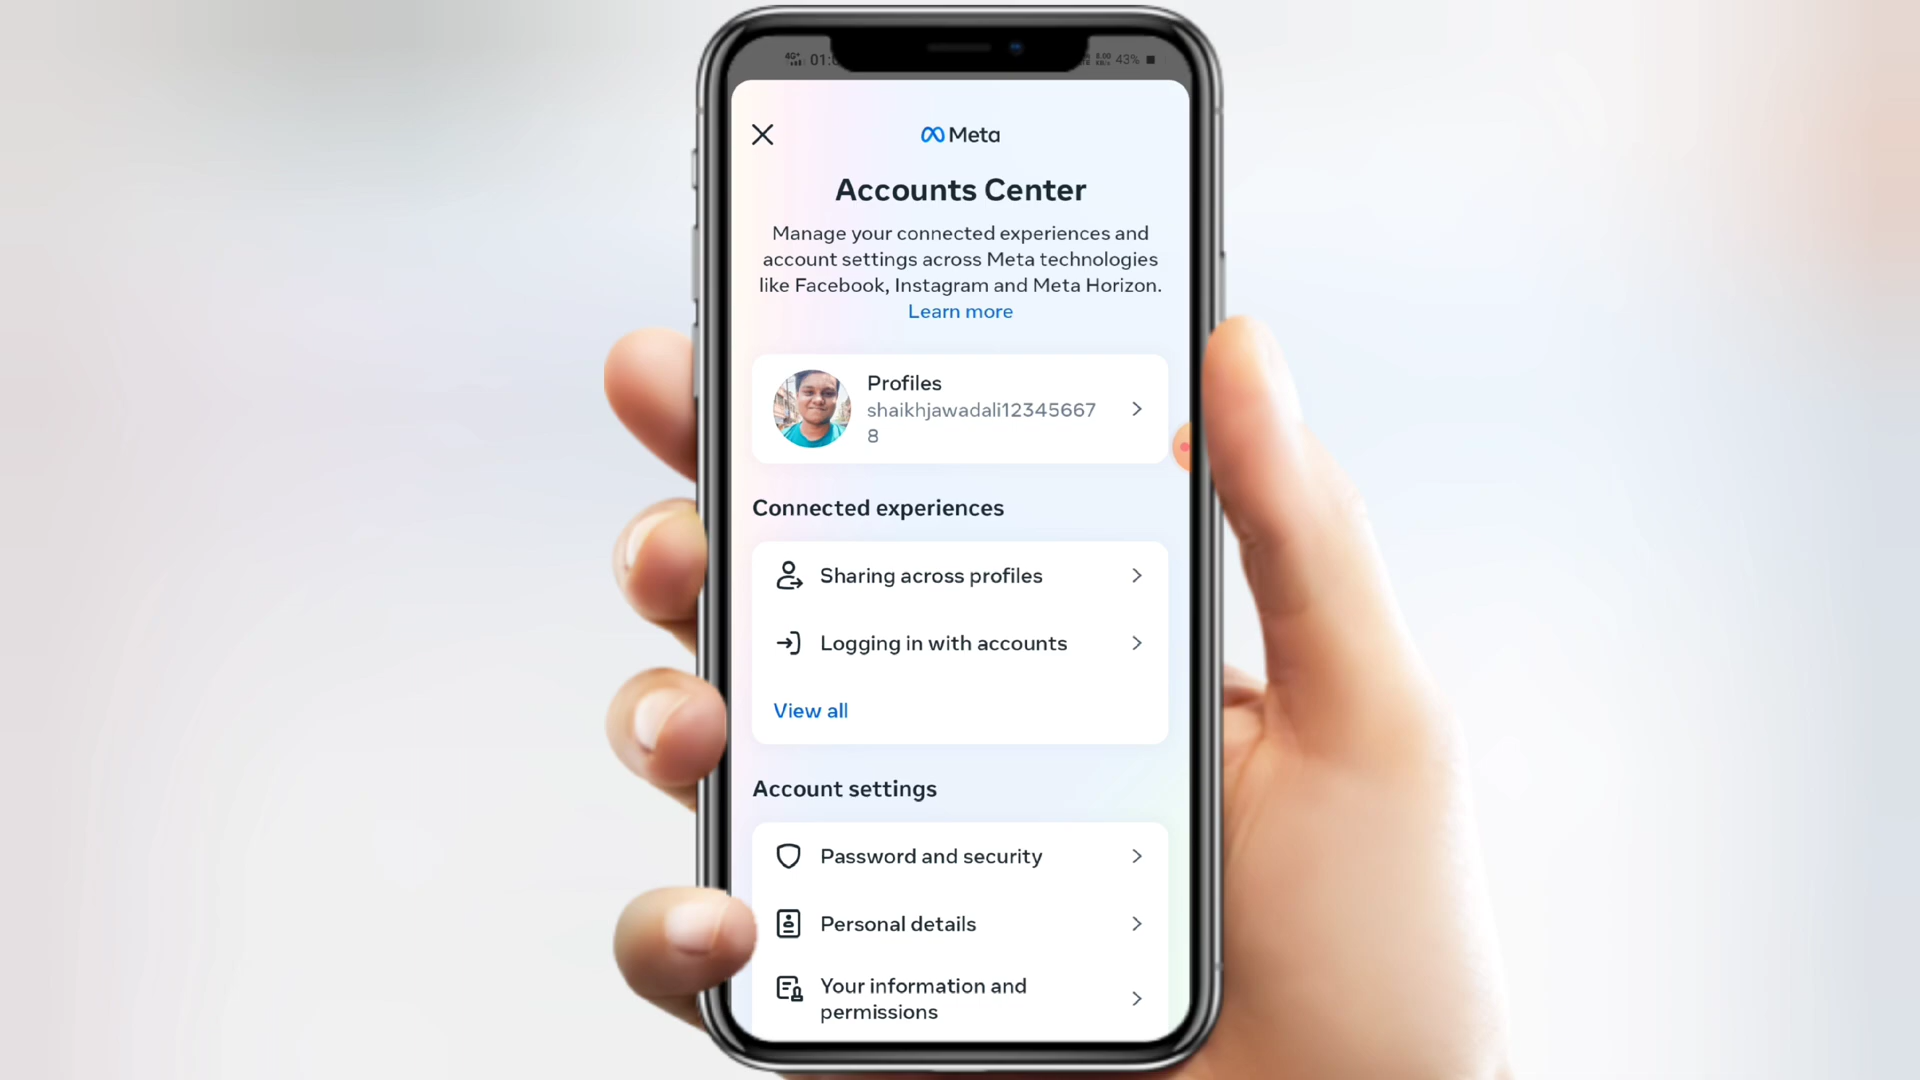 4G+ 43%
Meta
Accounts Center
Manage your connected experiences and
account settings across Meta technologies
like Facebook, Instagram and Meta Horizon.
Learn more
Profiles
shaikhjawadali12345667
8
Connected experiences
Sharing across profiles
Logging in with accounts
View all
Account settings
Password and security
Personal details
Your information and
permissions